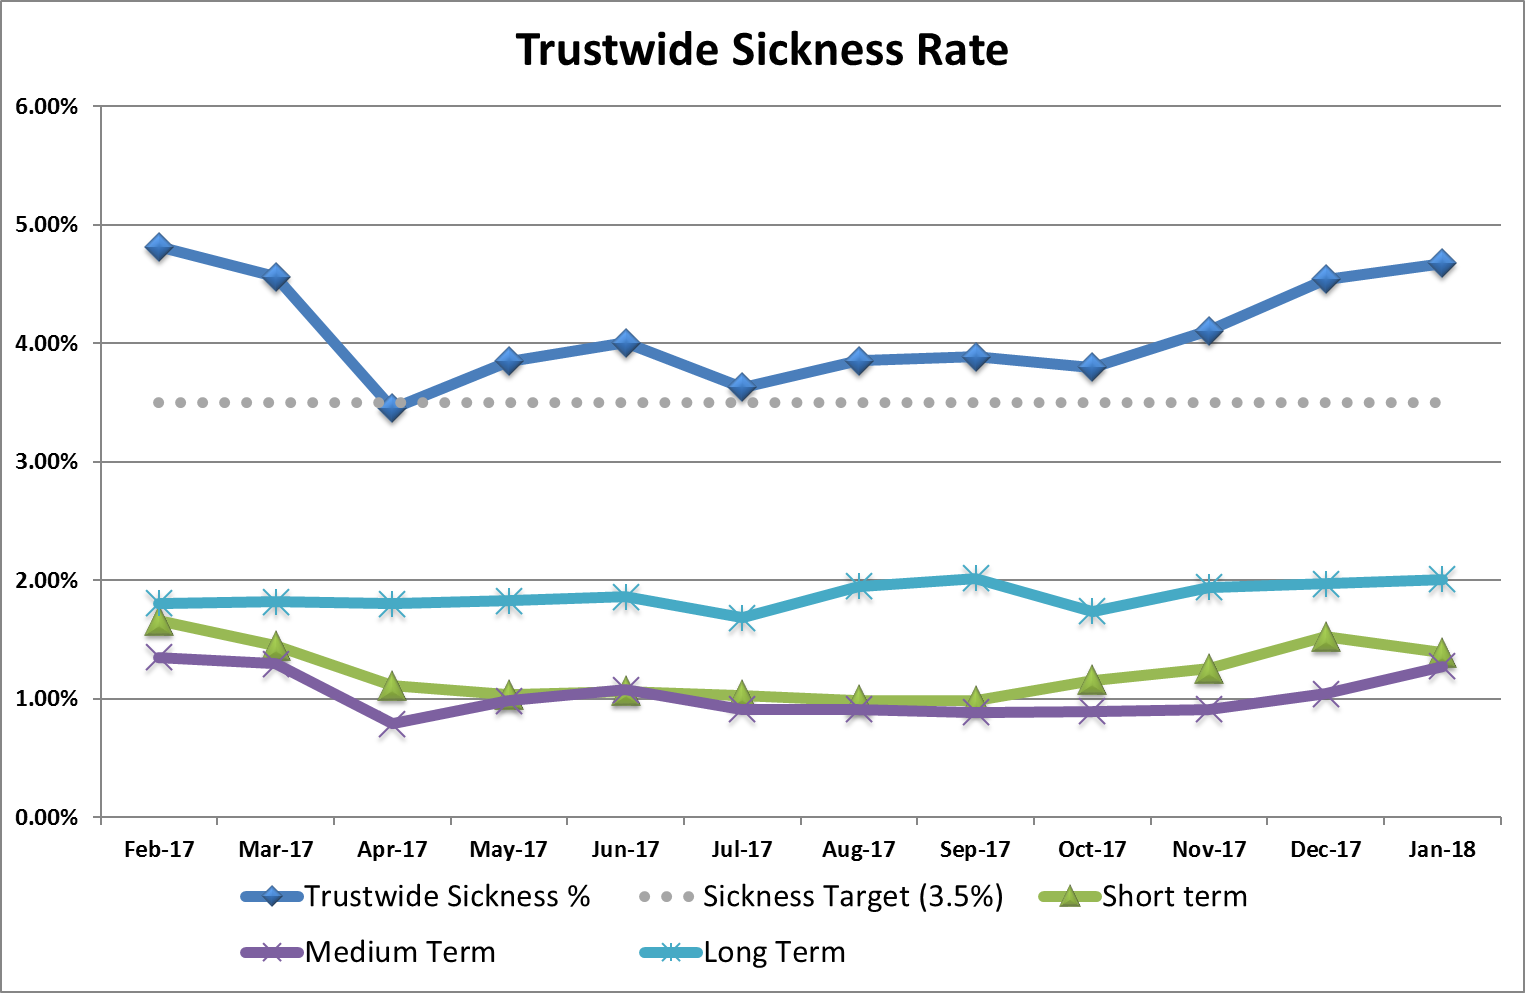 Trustwide Sickness Rate
6.00%
5.00%
4.00%
3.00%
2.00%
1.00%
0.00%
Feb-17 Mar-17 Apr-17 May-17 Jun-17 Jul-17 Aug-17 Sep-17 Oct-17 Nov-17 Dec-17 Jan-18
Trustwide Sickness % Sickness Target (3.5%) Short term
Medium Term Long Term